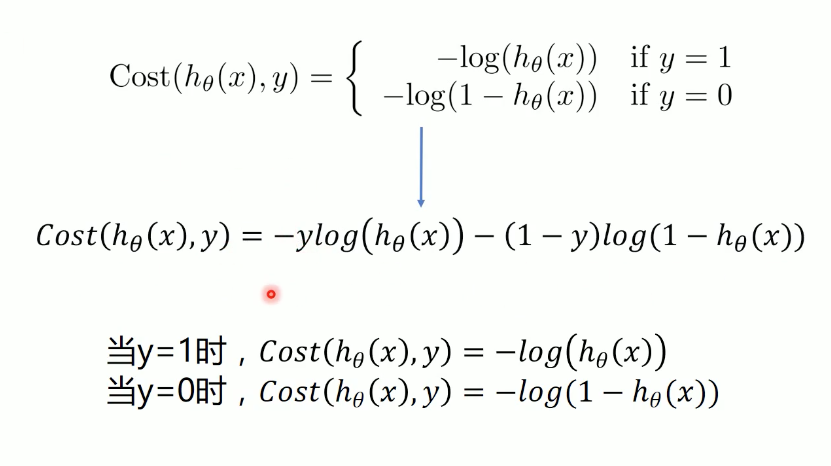 Cost(hθ(x), y) = { −log(hθ(x)) if y = 1
−log(1 − hθ(x)) if y = 0
Cost(hθ(x), y) = −ylog(hθ(x)) − (1 − y)log(1 − hθ(x))
当y=1时，Cost(hθ(x), y) = −log(hθ(x))
当y=0时，Cost(hθ(x), y) = −log(1 − hθ(x))